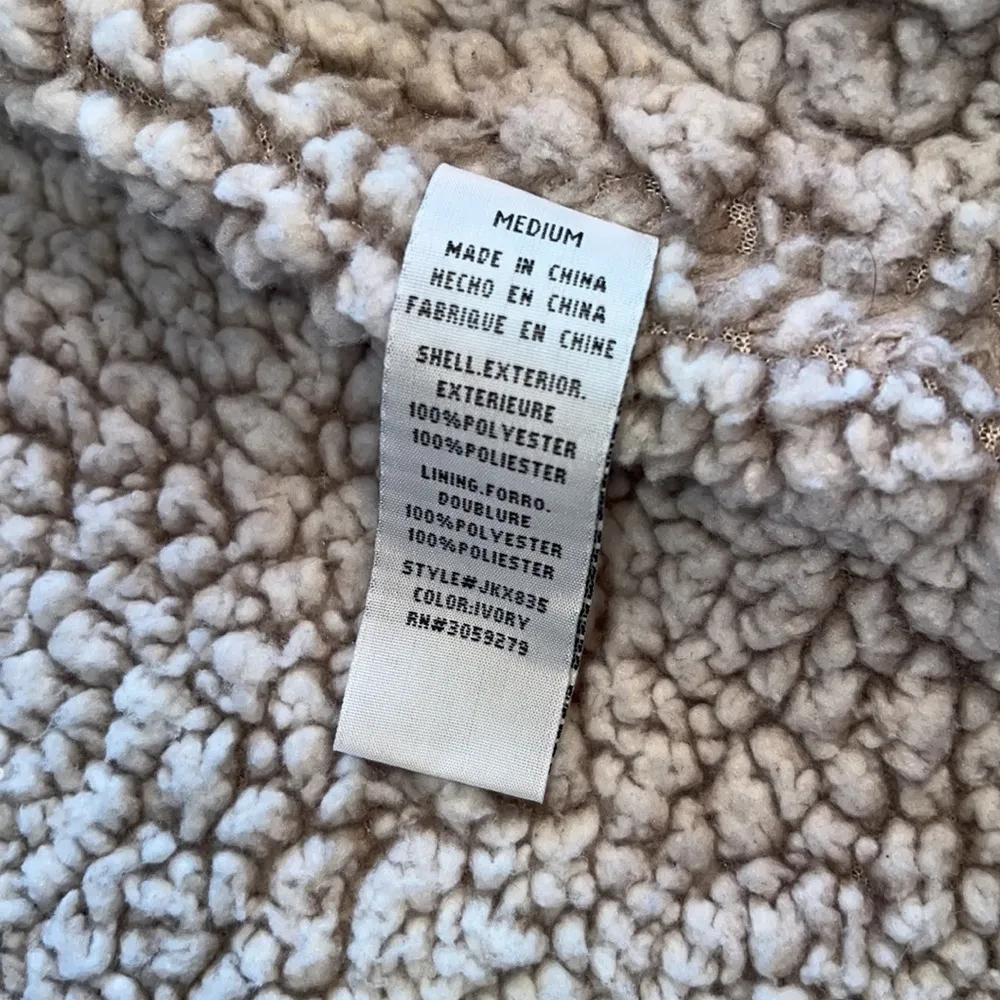 MEDIUM
MADE IN CHINA
HECHO EN CHINA
FABRIQUE EN CHINE
SHELL.EXTERIOR.
EXTERIEURE
100%POLYESTER
100%POLIESTER
LINING.FORRO.
DOUBLURE
100%POLYESTER
100%POLIESTER
STYLE#JKX835
COLOR:IVORY
RN#3059279